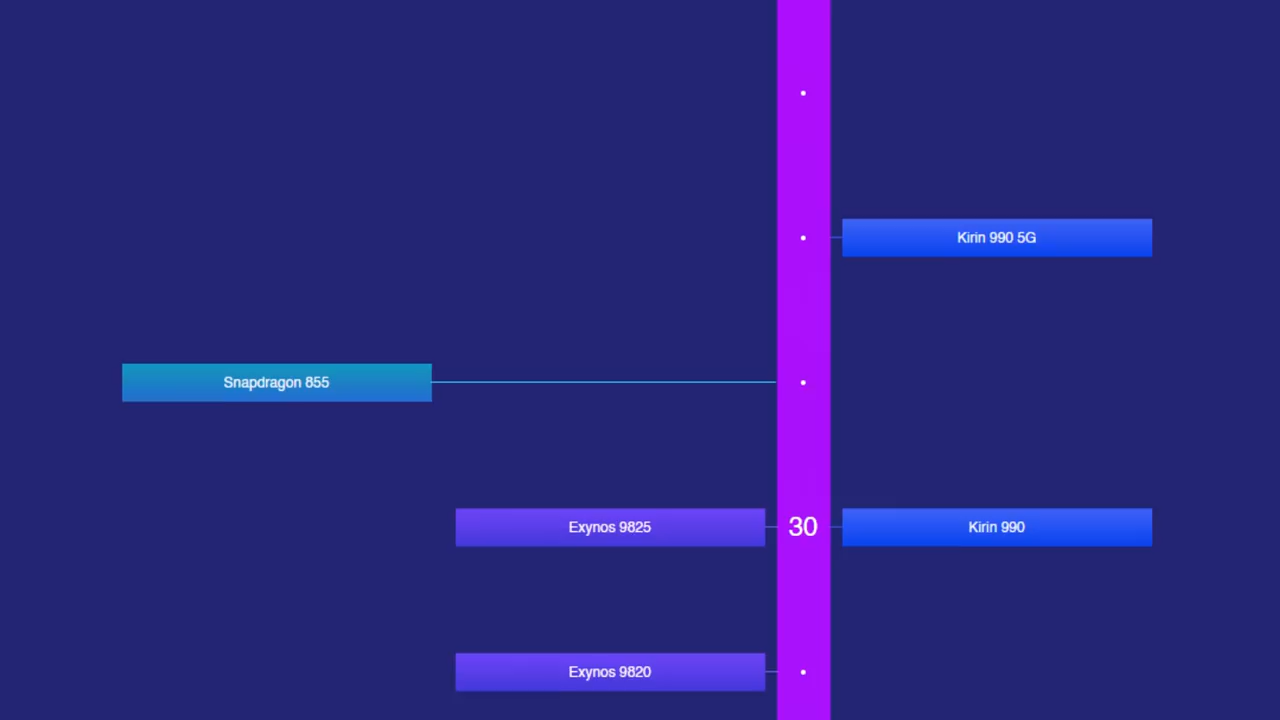 Kirin 990 5G
Snapdragon 855
Exynos 9825
30
Kirin 990
Exynos 9820